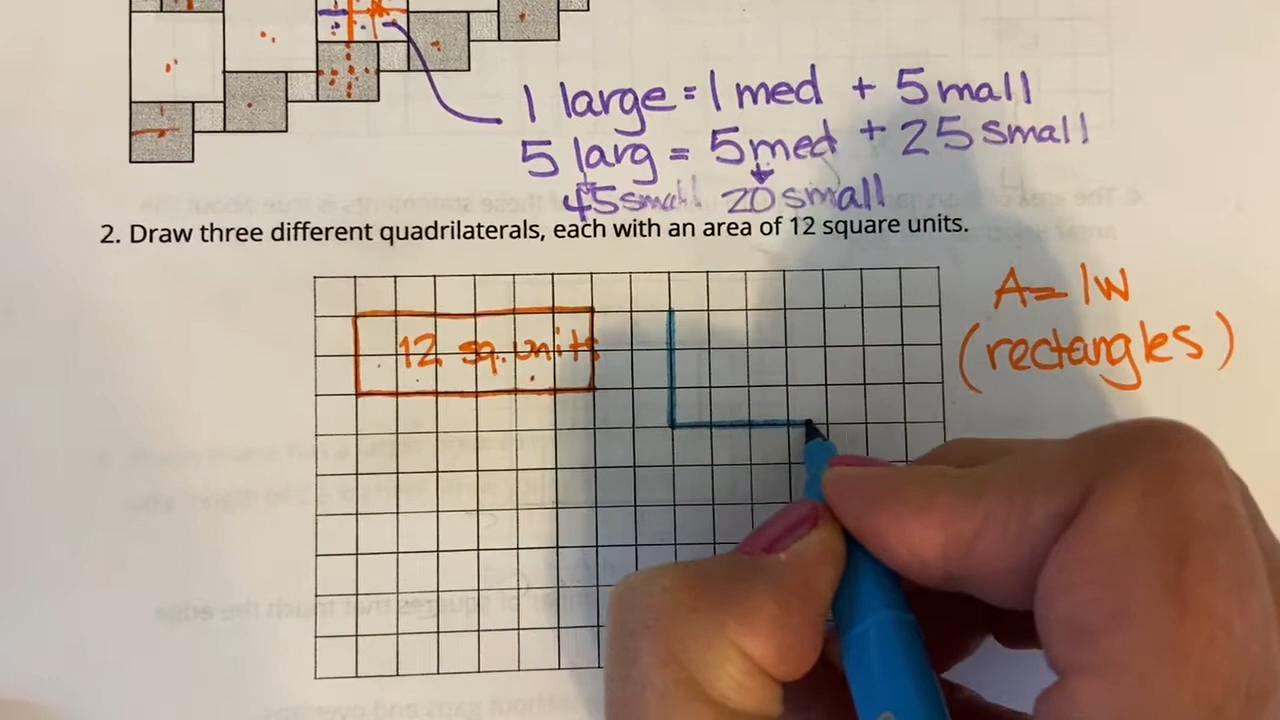 1 large = 1 med + 5 mall
5 larg = 5 med + 25 small
45 small 20 small
2. Draw three different quadrilaterals, each with an area of 12 square units.
A = lw
12 sq. units
(rectangles)